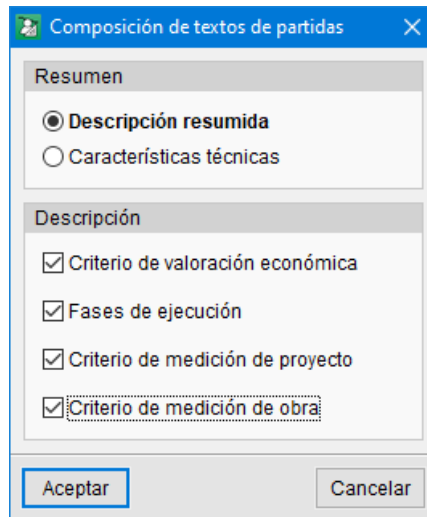 Composición de textos de partidas
Resumen
Descripción resumida
Características técnicas
Descripción
Criterio de valoración económica
Fases de ejecución
Criterio de medición de proyecto
Criterio de medición de obra
Aceptar
Cancelar